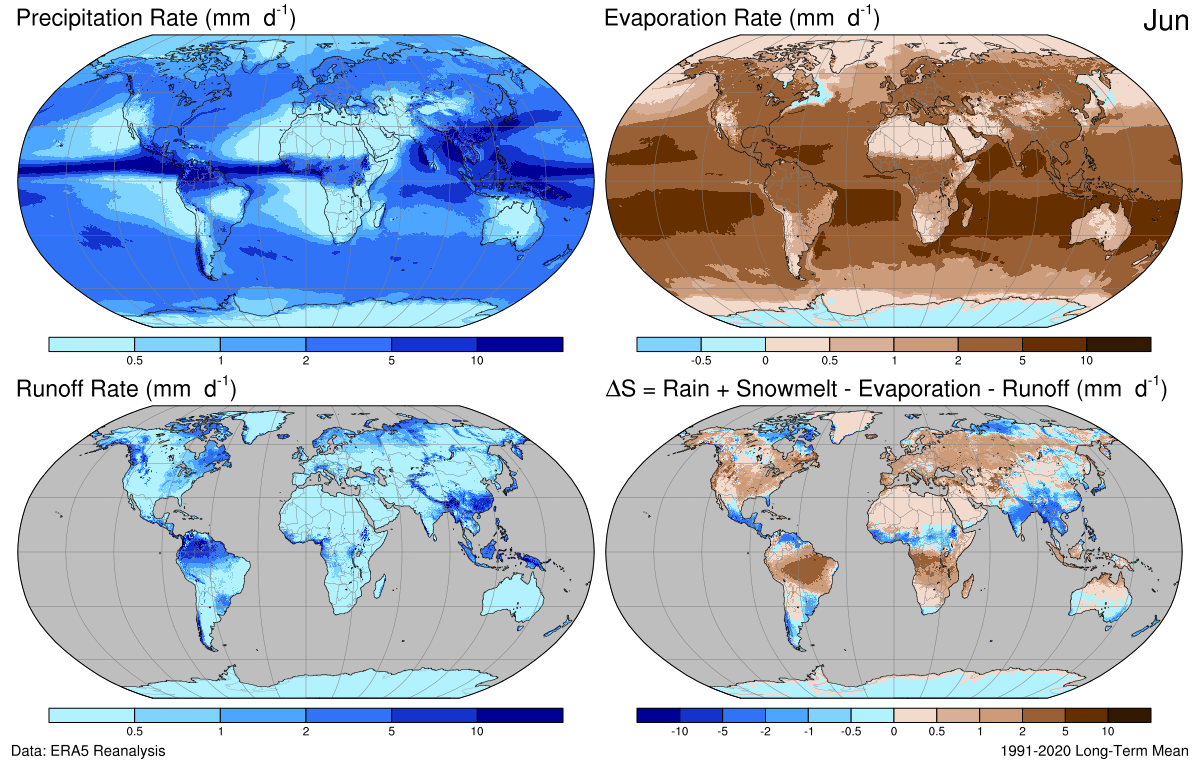 Precipitation Rate (mm d⁻¹)
Evaporation Rate (mm d⁻¹)
Jun
0.5 1 2 5 10
-0.5 0 0.5 1 2 5 10
Runoff Rate (mm d⁻¹)
ΔS = Rain + Snowmelt - Evaporation - Runoff (mm d⁻¹)
0.5 1 2 5 10
-10 -5 -2 -1 -0.5 0 0.5 1 2 5 10
Data: ERA5 Reanalysis
1991-2020 Long-Term Mean